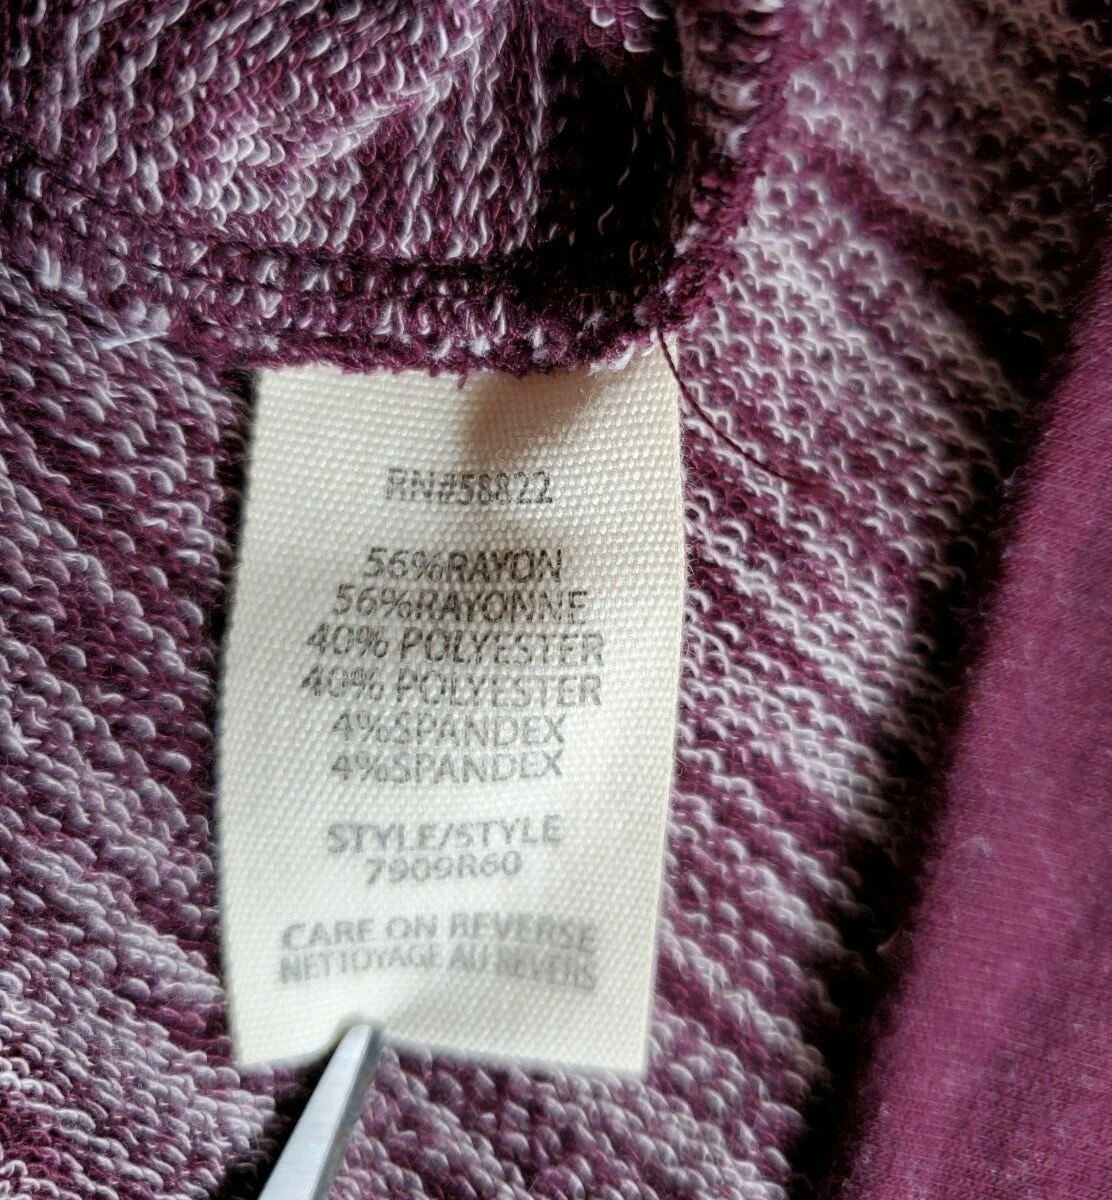 RN#58822
56%RAYON
56%RAYONNE
40% POLYESTER
40% POLYESTER
4%SPANDEX
4%SPANDEX
STYLE/STYLE
7909R60
CARE ON REVERSE
NETTOYAGE AU REVERS